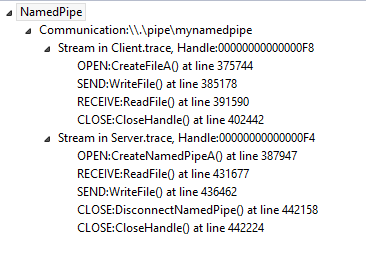 NamedPipe
Communication:\\.\pipe\mynamedpipe
Stream in Client.trace, Handle:00000000000000F8
OPEN:CreateFileA() at line 375744
SEND:WriteFile() at line 385178
RECEIVE:ReadFile() at line 391590
CLOSE:CloseHandle() at line 402442
Stream in Server.trace, Handle:00000000000000F4
OPEN:CreateNamedPipeA() at line 387947
RECEIVE:ReadFile() at line 431677
SEND:WriteFile() at line 436462
CLOSE:DisconnectNamedPipe() at line 442158
CLOSE:CloseHandle() at line 442224